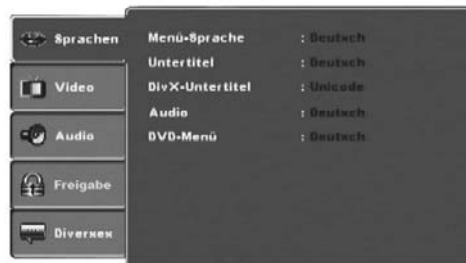 Sprachen
Video
Audio
Freigabe
Diverses
Menü-Sprache : Deutsch
Untertitel : Deutsch
DivX-Untertitel : Unicode
Audio : Deutsch
DVD-Menü : Deutsch